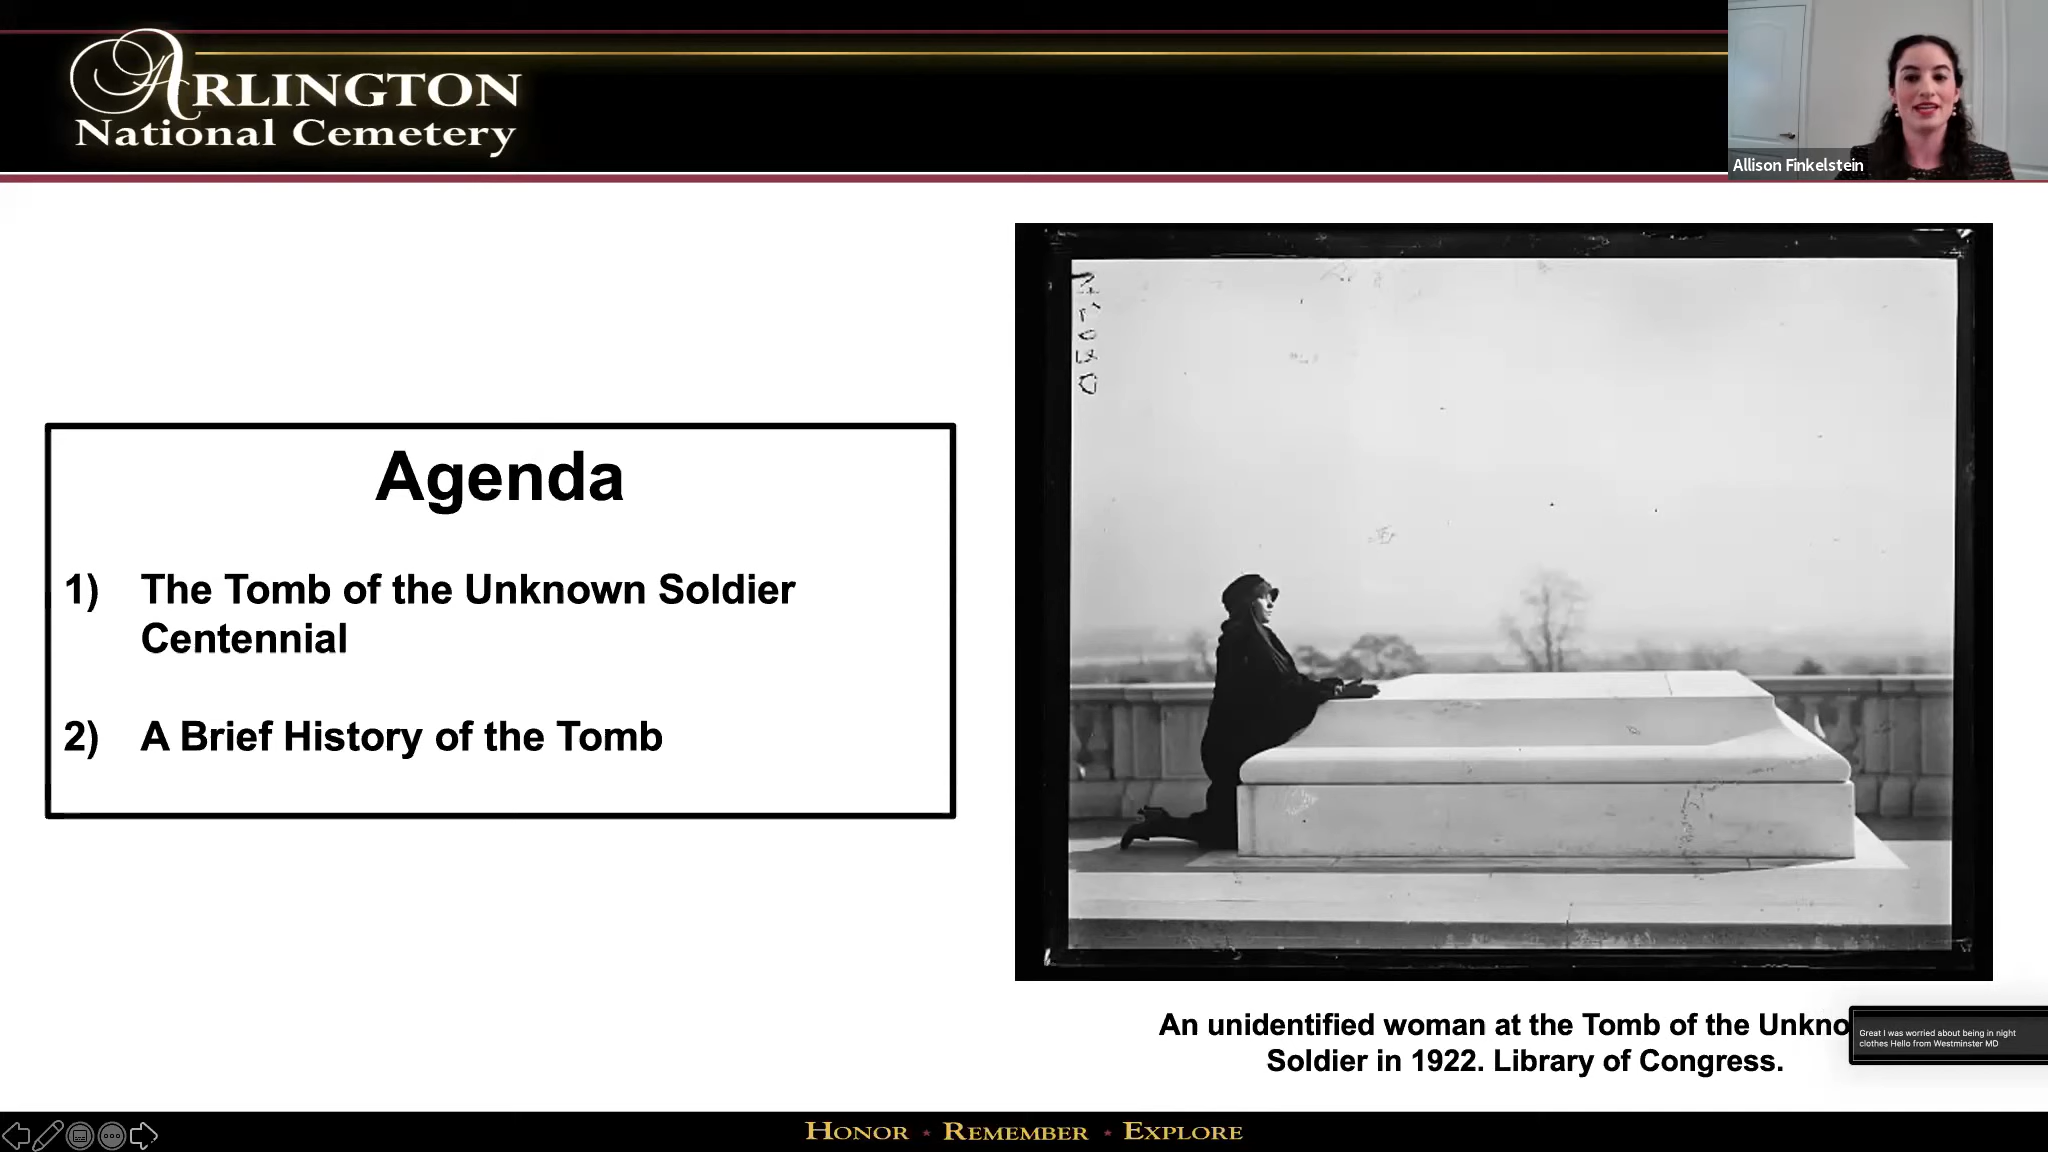 ARLINGTON
National Cemetery
Allison Finkelstein
Agenda
1) The Tomb of the Unknown Soldier
Centennial
2) A Brief History of the Tomb
An unidentified woman at the Tomb of the Unkno
Soldier in 1922. Library of Congress.
Great I was worried about being in night
clothes Hello from Westminster MD
HONOR ★ REMEMBER ★ EXPLORE